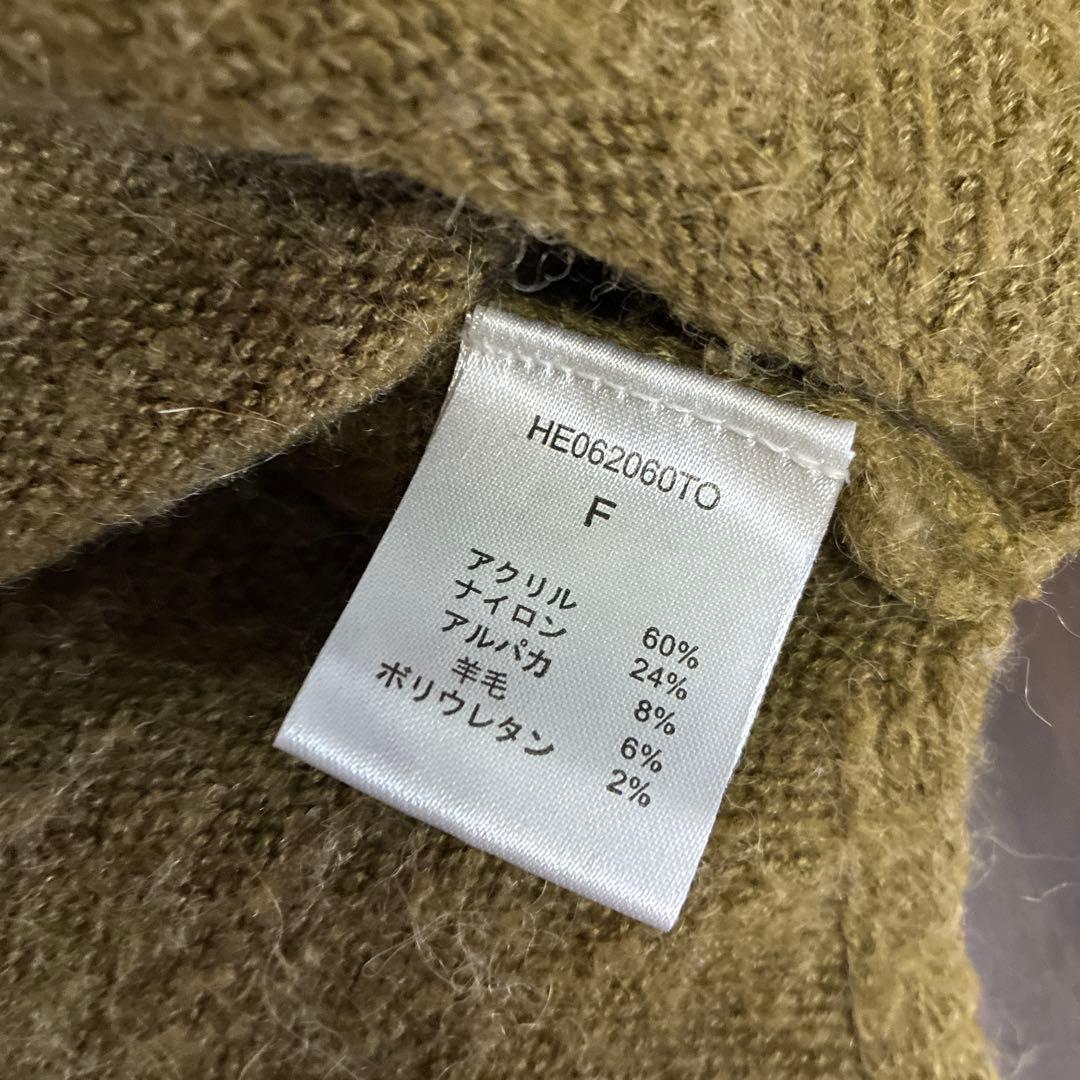 HE062060TO
F
アクリル 60%
ナイロン 24%
アルパカ 8%
羊毛 6%
ポリウレタン 2%